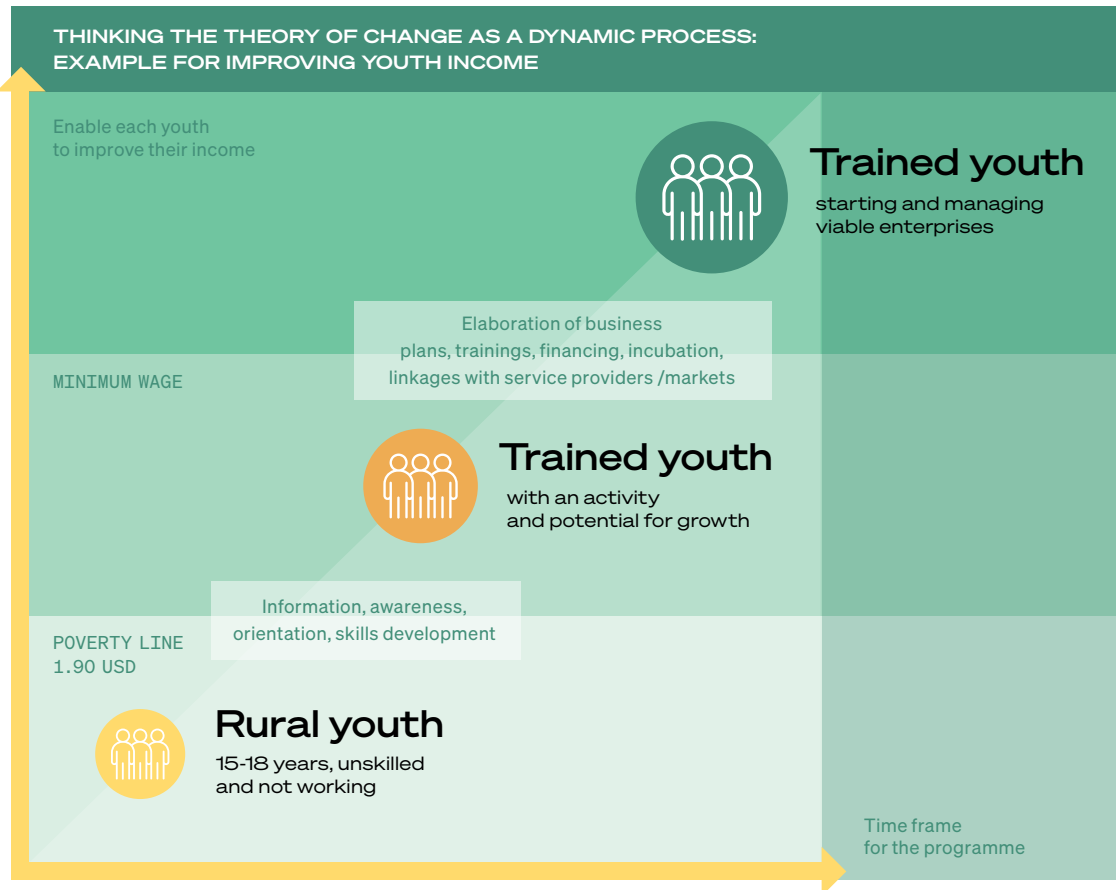 THINKING THE THEORY OF CHANGE AS A DYNAMIC PROCESS:
EXAMPLE FOR IMPROVING YOUTH INCOME
Enable each youth
to improve their income
Trained youth
starting and managing
viable enterprises
Elaboration of business
plans, trainings, financing, incubation,
linkages with service providers /markets
MINIMUM WAGE
Trained youth
with an activity
and potential for growth
Information, awareness,
orientation, skills development
POVERTY LINE
1.90 USD
Rural youth
15-18 years, unskilled
and not working
Time frame
for the programme